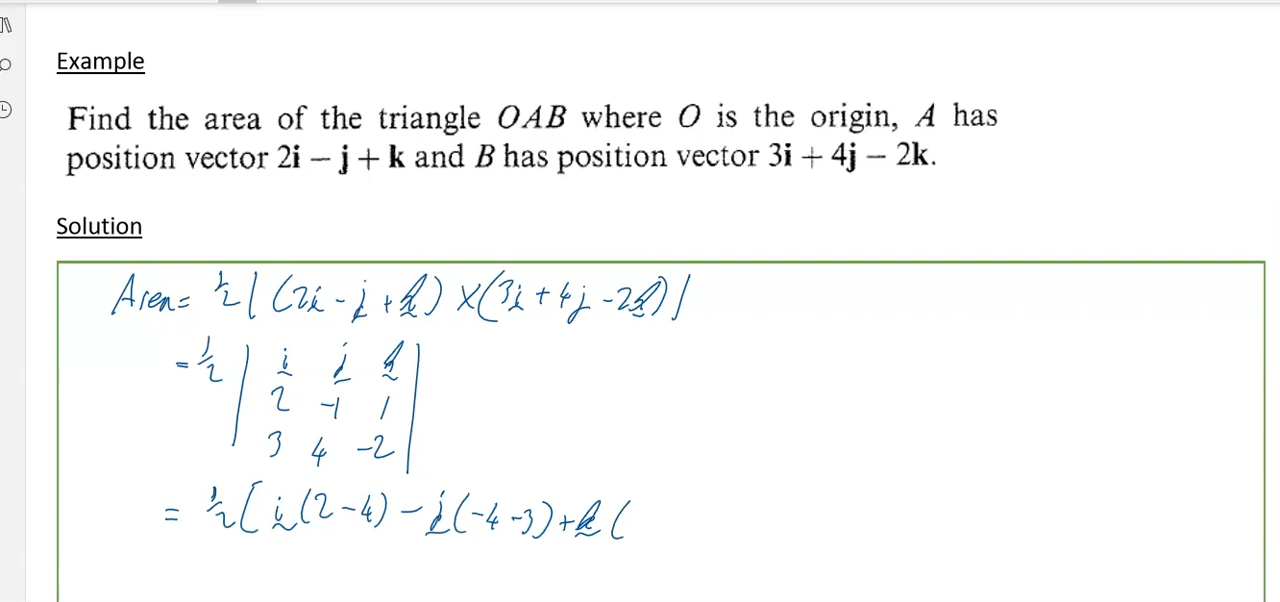 Example
Find the area of the triangle OAB where O is the origin, A has
position vector 2i − j + k and B has position vector 3i + 4j − 2k.
Solution
Area = ½|(2i - j + k) × (3i + 4j - 2k)|
= ½ | i j k |
2 -1 1
3 4 -2
= ½[ i(2-4) - j(-4-3) + k(